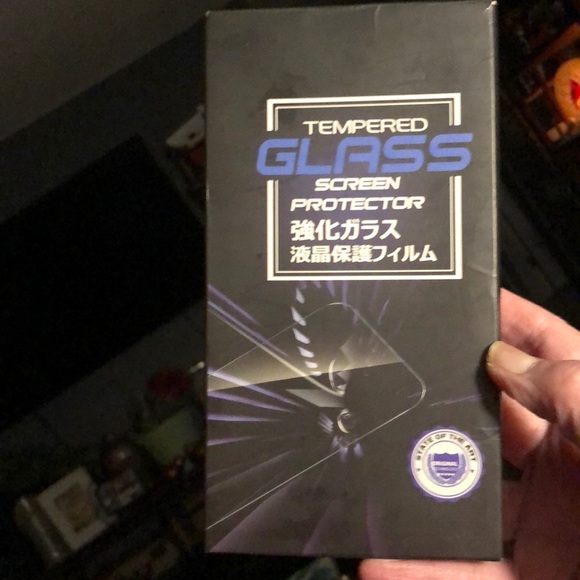 TEMPERED
GLASS
SCREEN
PROTECTOR
強化ガラス
液晶保護フィルム
STATE OF THE ART
ORIGINAL